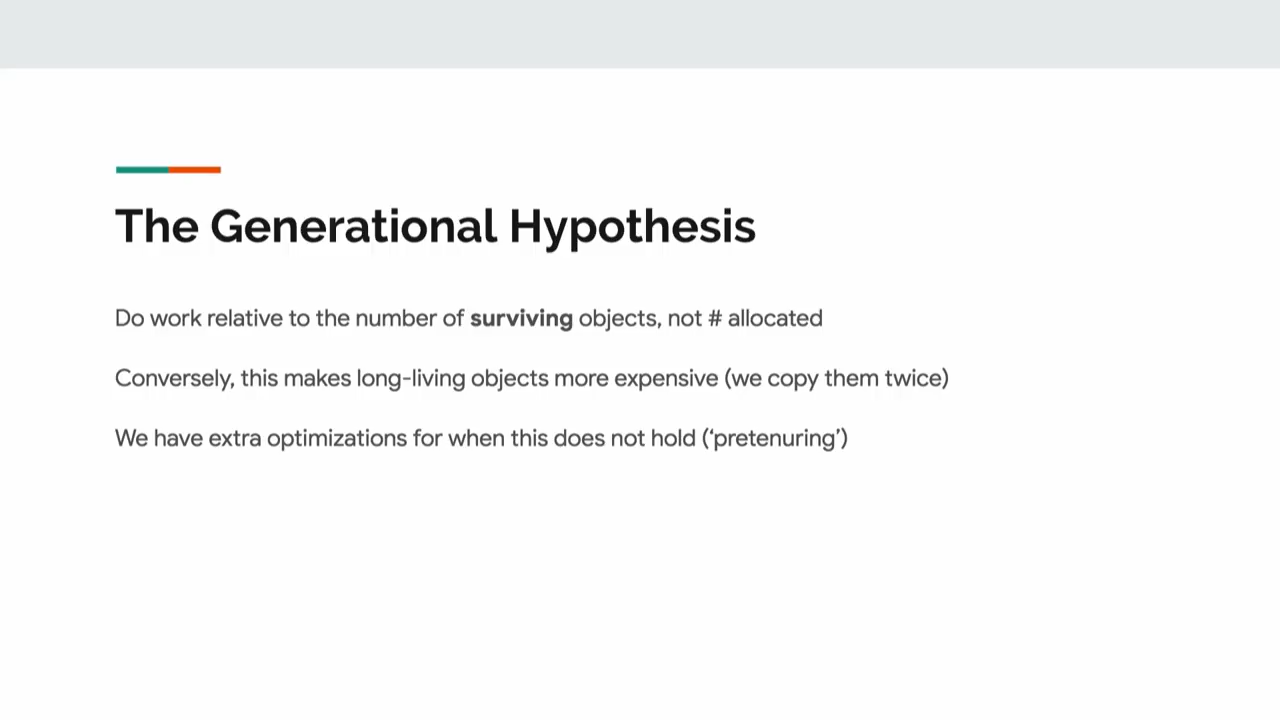 The Generational Hypothesis
Do work relative to the number of surviving objects, not # allocated
Conversely, this makes long-living objects more expensive (we copy them twice)
We have extra optimizations for when this does not hold (‘pretenuring’)